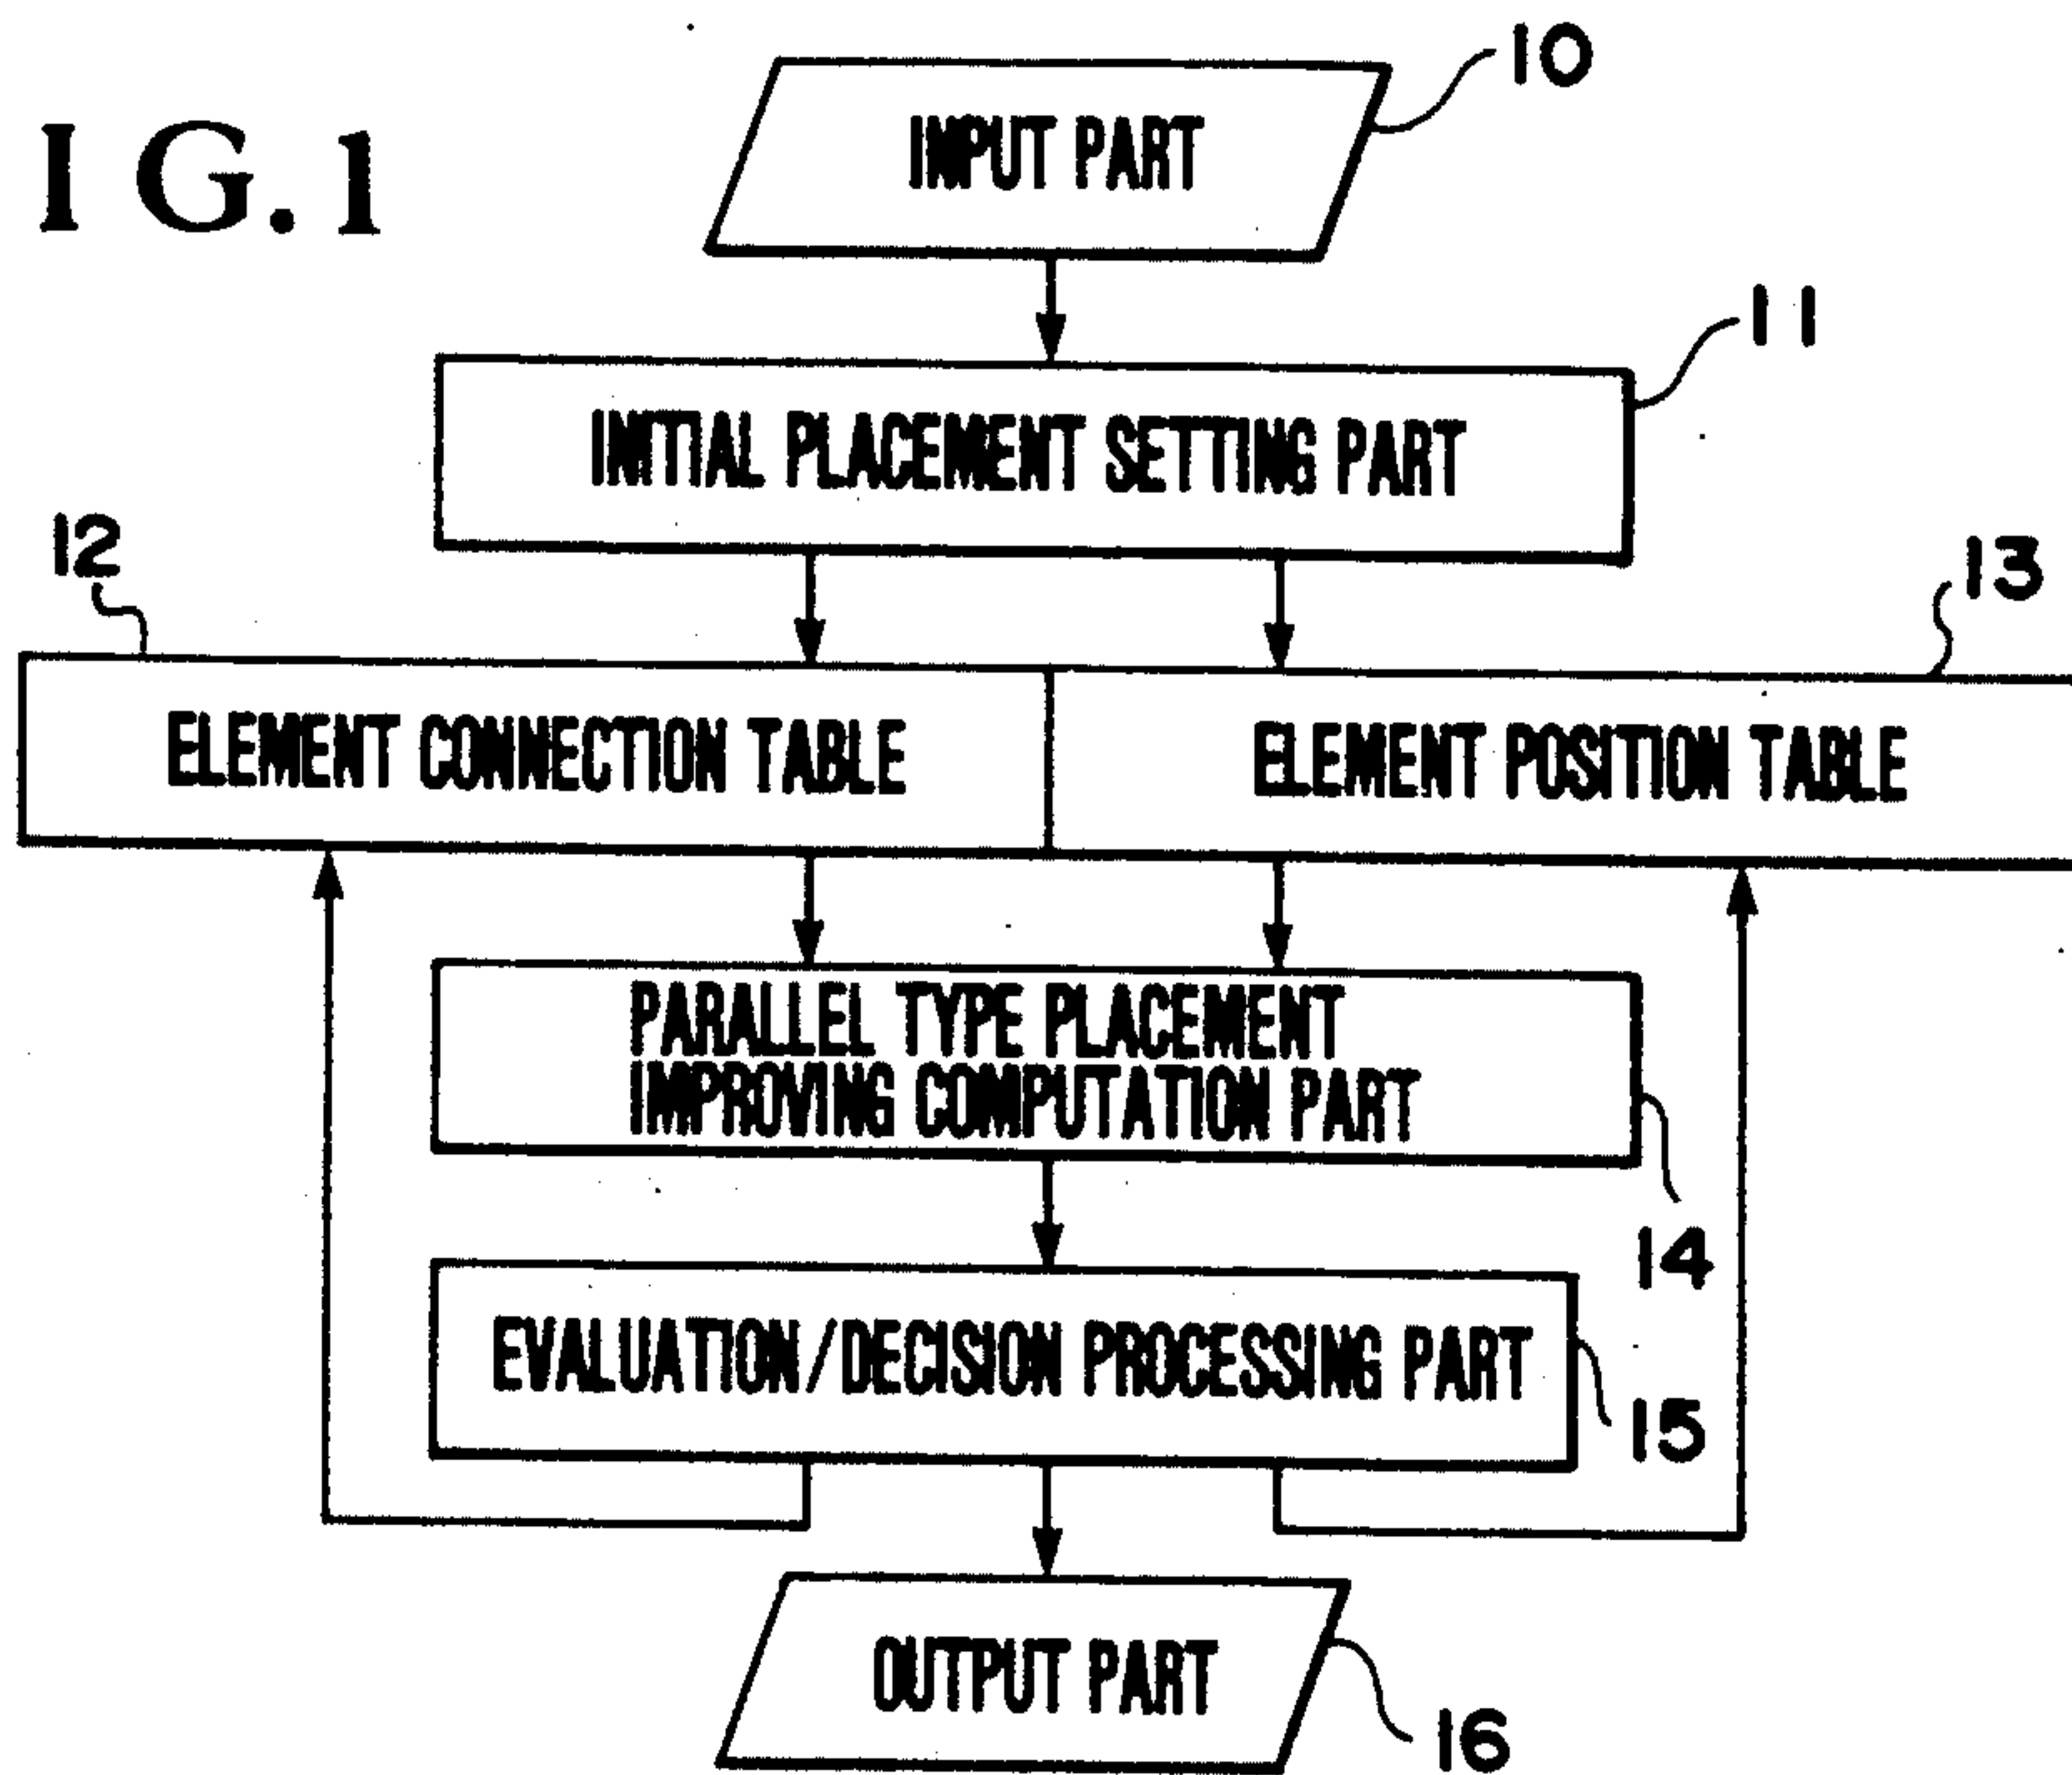 I G. 1
10
INPUT PART
11
INITIAL PLACEMENT SETTING PART
12
13
ELEMENT CONNECTION TABLE
ELEMENT POSITION TABLE
PARALLEL TYPE PLACEMENT
IMPROVING COMPUTATION PART
14
EVALUATION/DECISION PROCESSING PART
15
OUTPUT PART
16